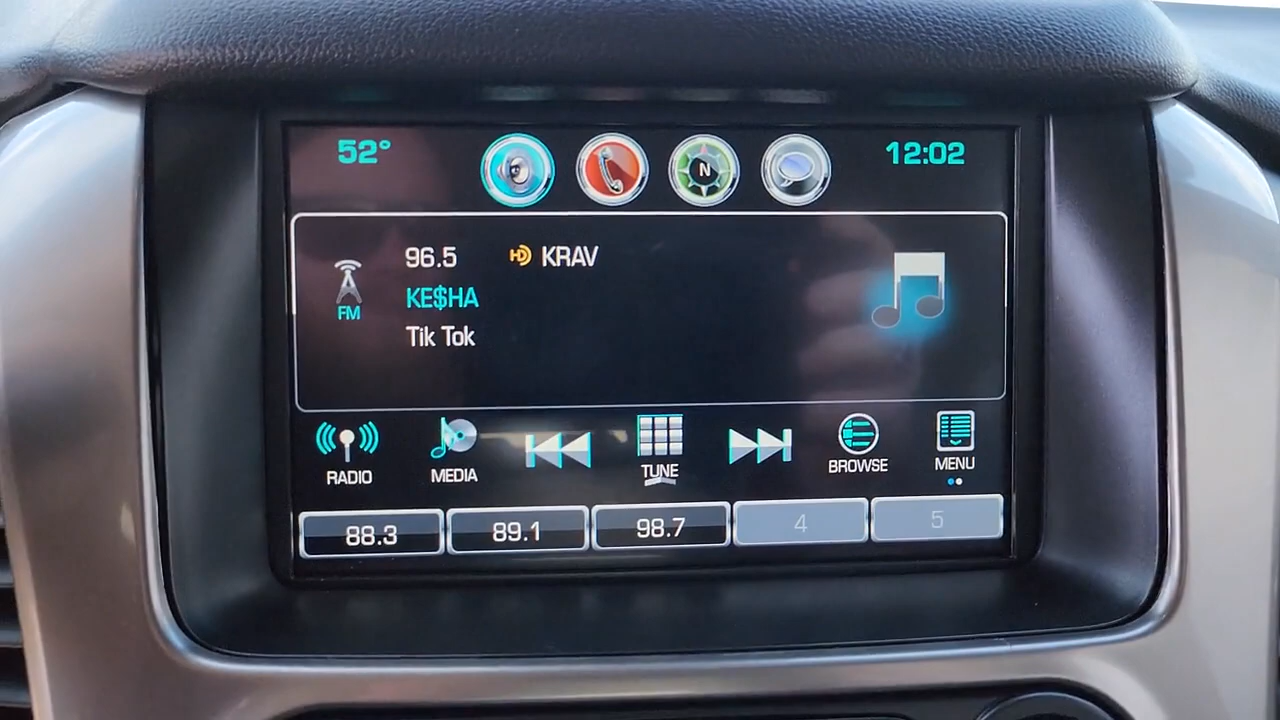 52° N 12:02
96.5 HD KRAV
FM
KE$HA
Tik Tok
RADIO MEDIA TUNE BROWSE MENU
88.3 89.1 98.7 4 5